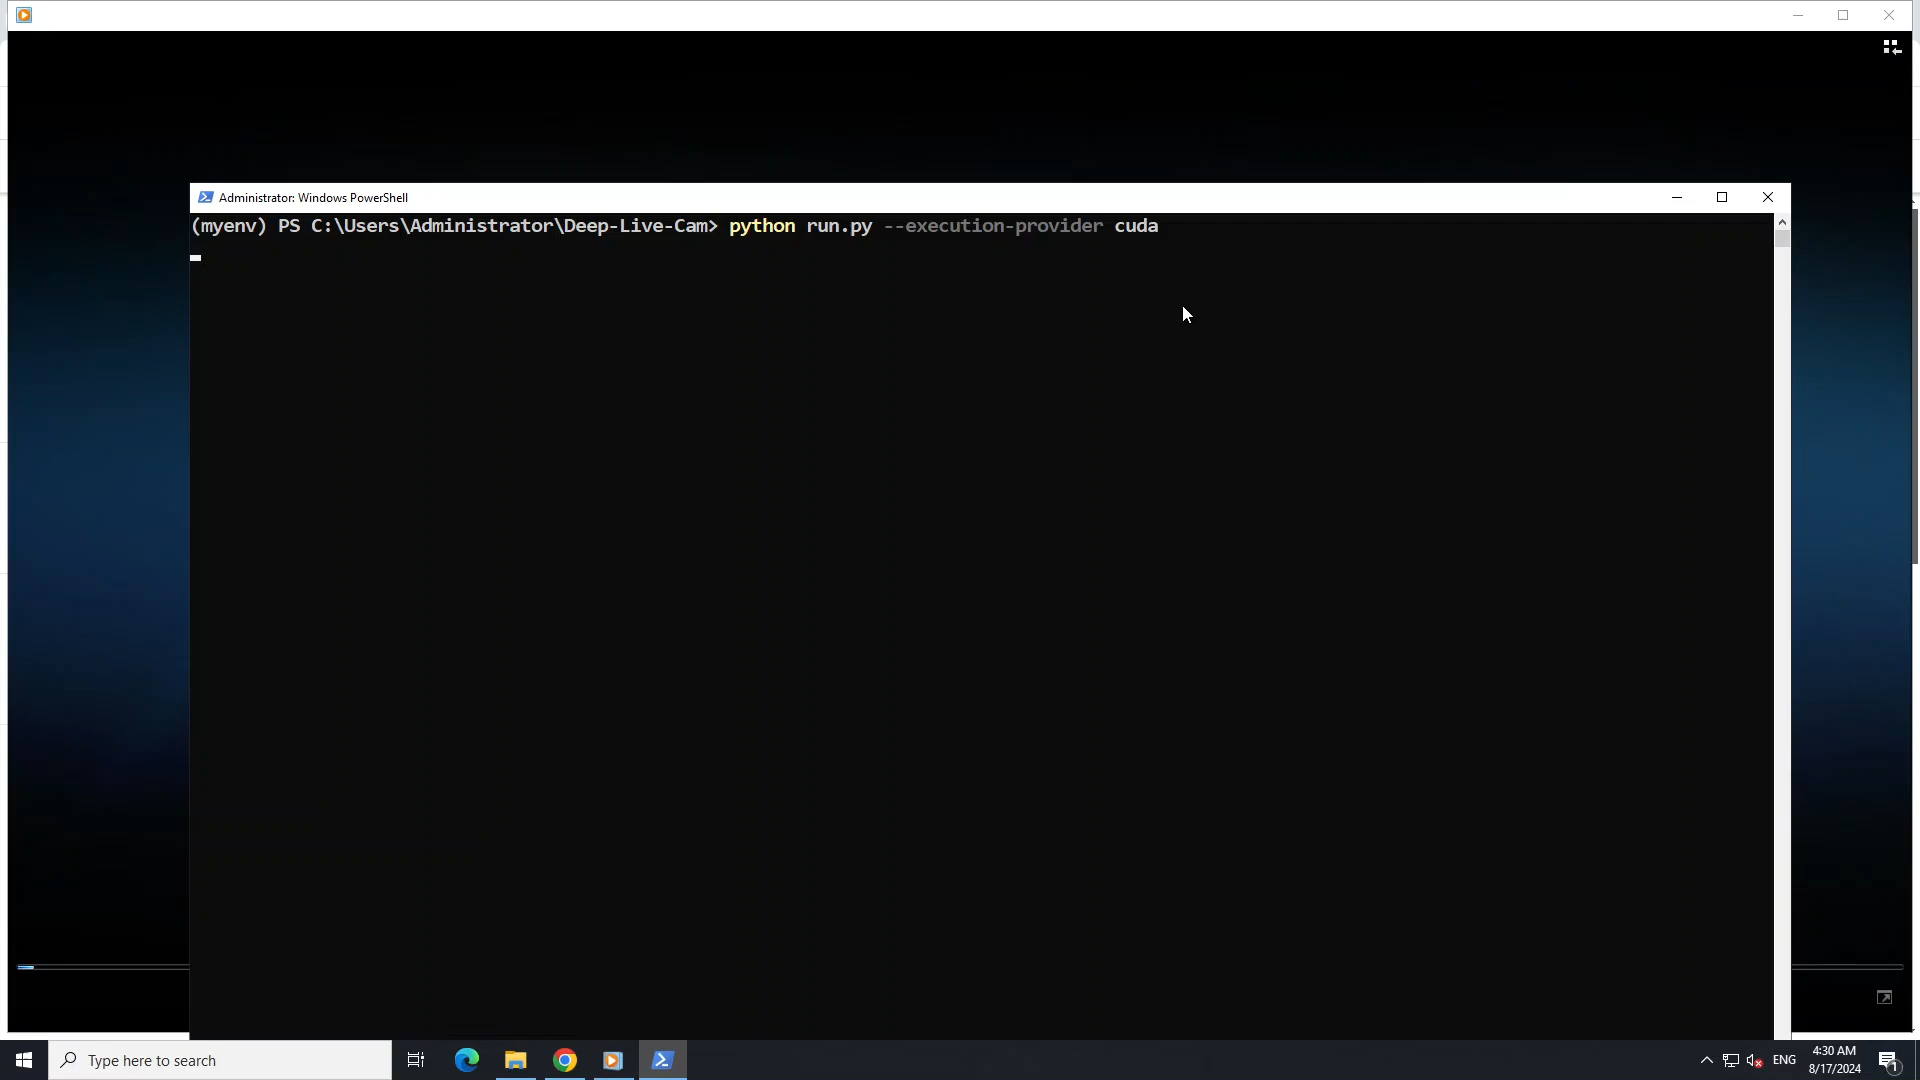 Administrator: Windows PowerShell
(myenv) PS C:\Users\Administrator\Deep-Live-Cam> python run.py --execution-provider cuda
Type here to search
ENG
4:30 AM
8/17/2024
1